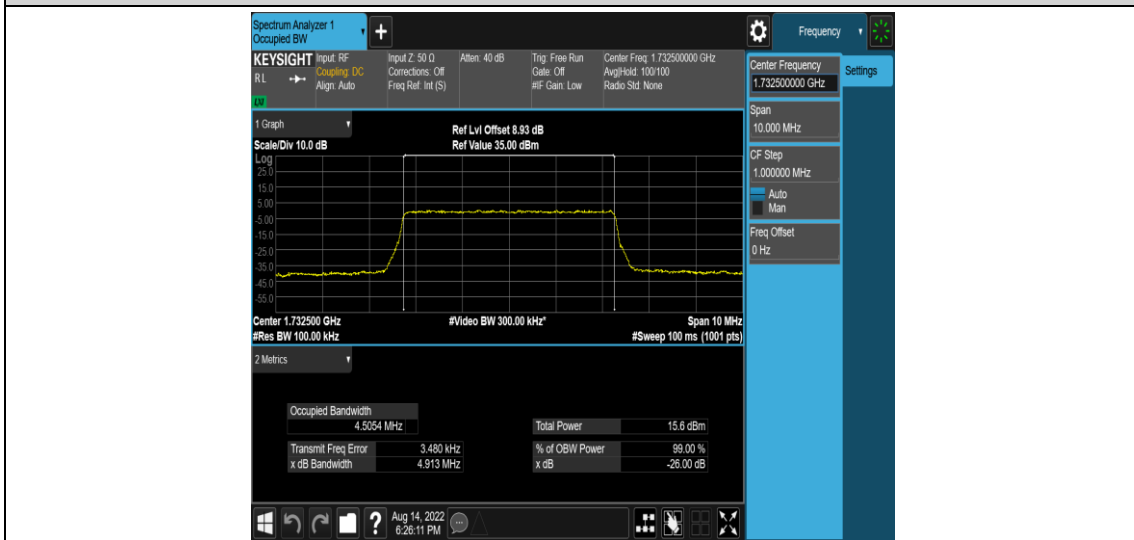 Spectrum Analyzer 1
Occupied BW
Frequency
KEYSIGHT
RL
Input: RF
Coupling: DC
Align: Auto
Input Z: 50 Ω
Corrections: Off
Freq Ref: Int (S)
Atten: 40 dB
Trig: Free Run
Gate: Off
#IF Gain: Low
Center Freq: 1.732500000 GHz
Avg|Hold: 100/100
Radio Std: None
Center Frequency
1.732500000 GHz
Settings
Span
10.000 MHz
CF Step
1.000000 MHz
Auto
Man
Freq Offset
0 Hz
1 Graph
Ref Lvl Offset 8.93 dB
Scale/Div 10.0 dB
Ref Value 35.00 dBm
Log
25.0
15.0
5.00
-5.00
-15.0
-25.0
-35.0
-45.0
-55.0
Center 1.732500 GHz
#Video BW 300.00 kHz*
Span 10 MHz
#Res BW 100.00 kHz
#Sweep 100 ms (1001 pts)
2 Metrics
Occupied Bandwidth
4.5054 MHz
Total Power 15.6 dBm
Transmit Freq Error 3.480 kHz
% of OBW Power 99.00 %
x dB Bandwidth 4.913 MHz
x dB -26.00 dB
Aug 14, 2022
6:26:11 PM